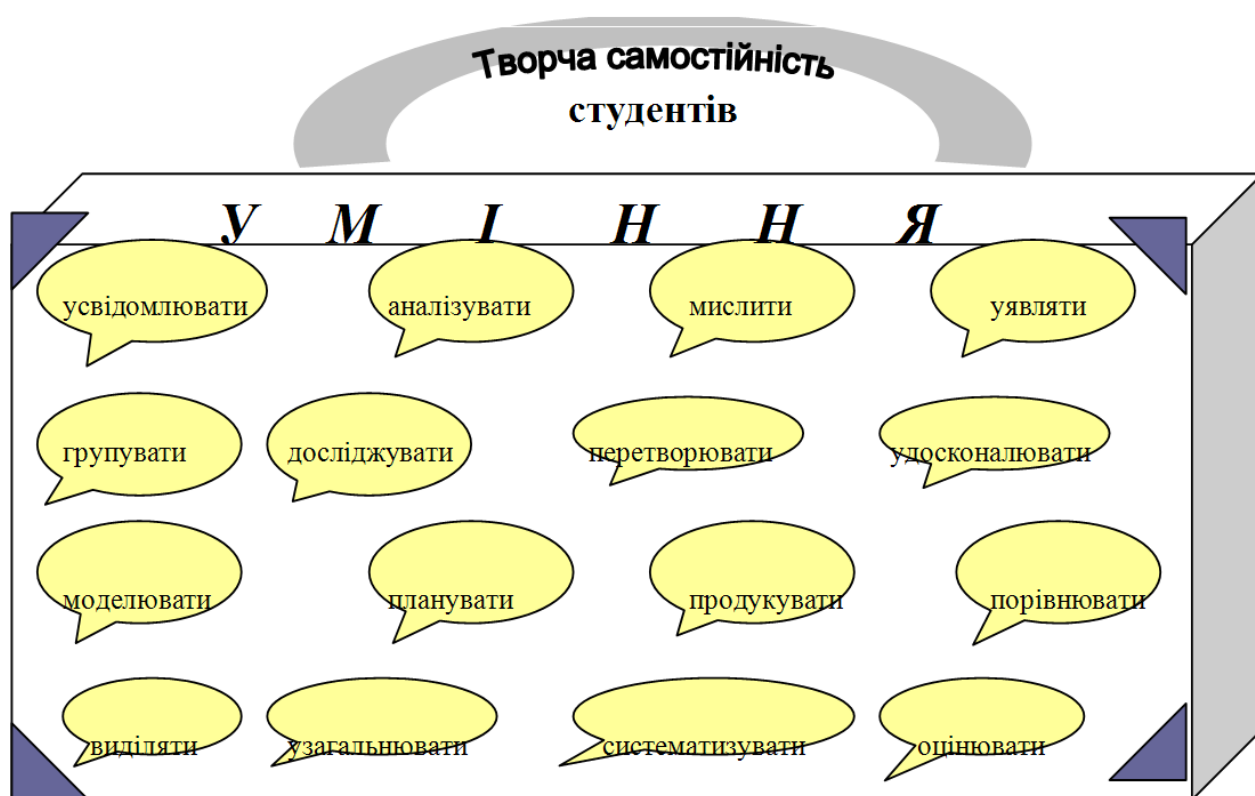 Творча самостійність
студентів
У М І Н Н Я
усвідомлювати аналізувати мислити уявляти
групувати досліджувати перетворювати удосконалювати
моделювати планувати продукувати порівнювати
виділяти узагальнювати систематизувати оцінювати